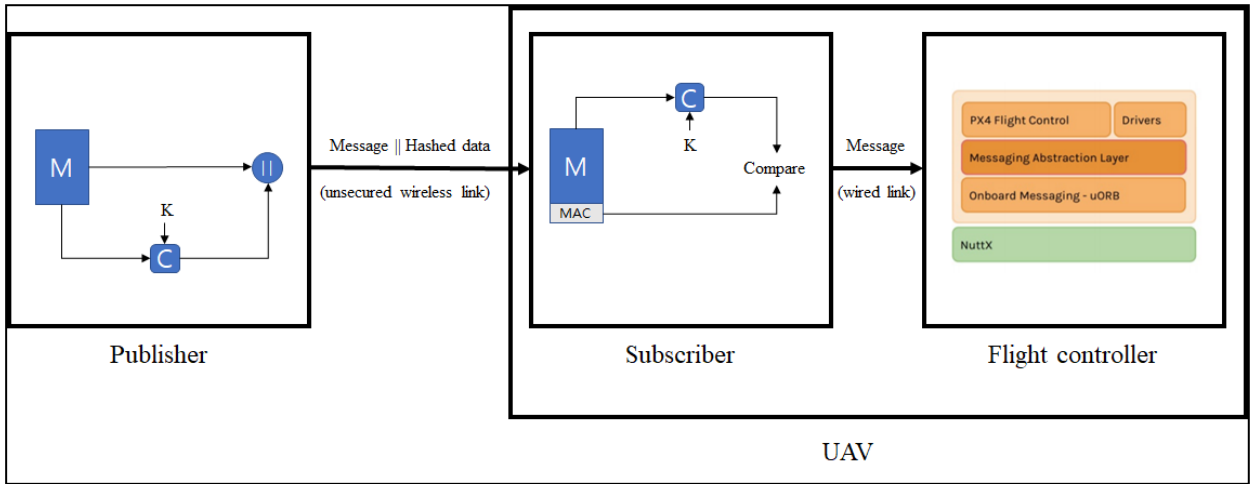 M
||
K
C
Publisher
Message || Hashed data
(unsecured wireless link)
C
K
M
MAC
Compare
Subscriber
Message
(wired link)
PX4 Flight Control
Drivers
Messaging Abstraction Layer
Onboard Messaging - uORB
NuttX
Flight controller
UAV